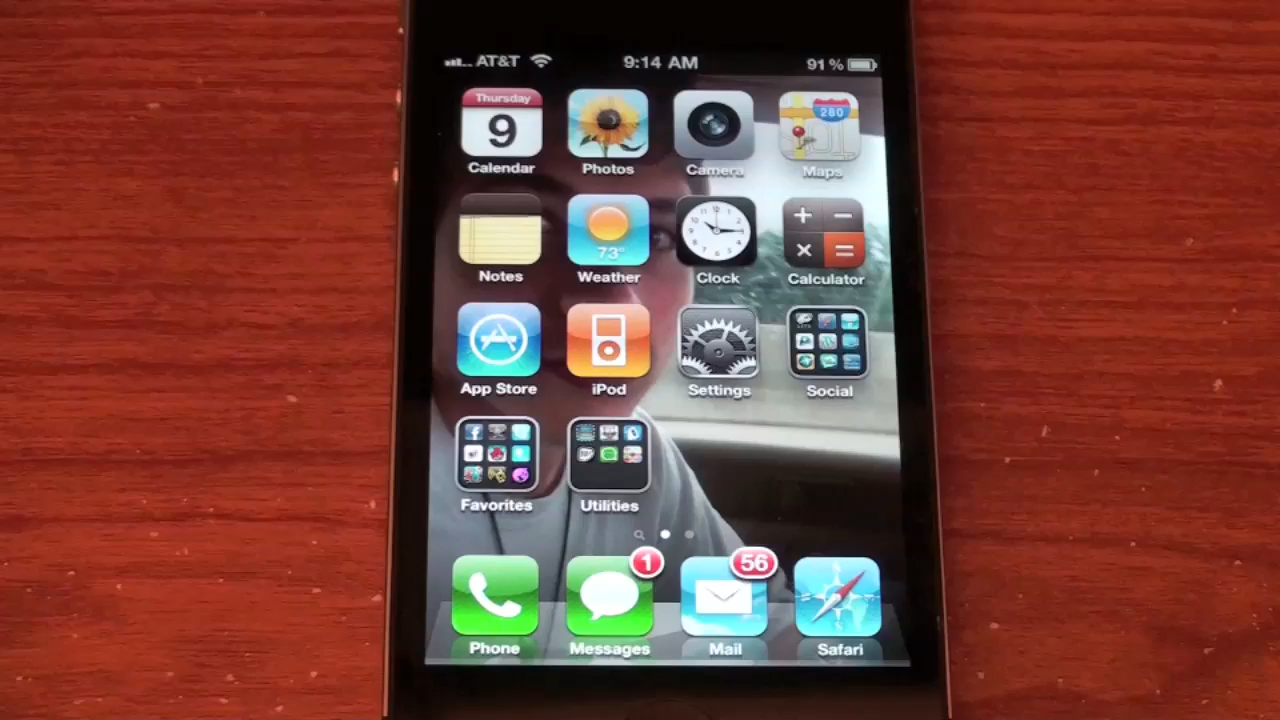 AT&T 9:14 AM 91%
Thursday
9
280
Calendar Photos Camera Maps
73°
Notes Weather Clock Calculator
App Store iPod Settings Social
Favorites Utilities
1 56
Phone Messages Mail Safari